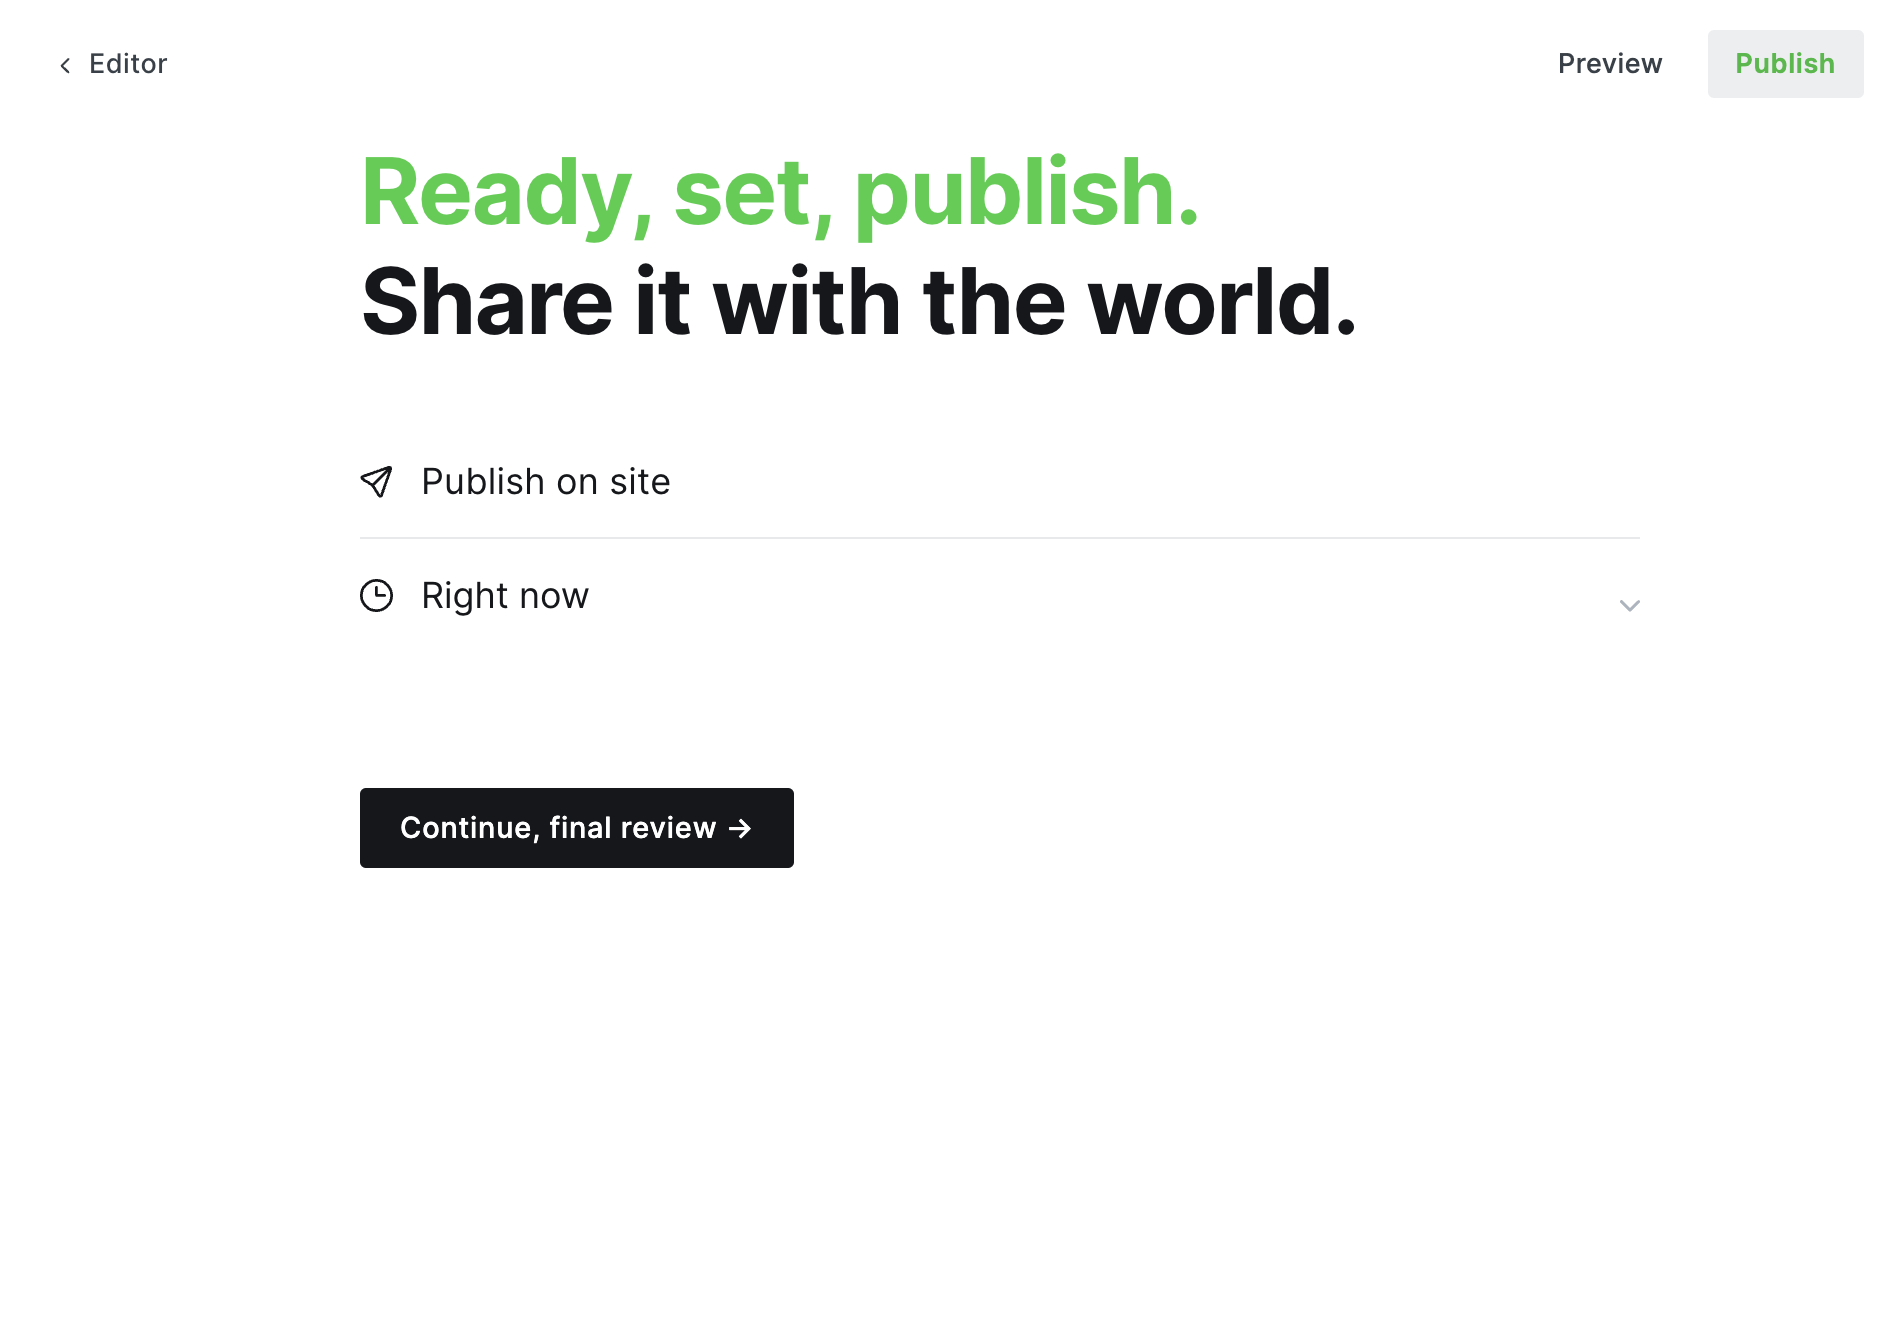 Editor
Preview
Publish
Ready, set, publish.
Share it with the world.
Publish on site
Right now
Continue, final review →